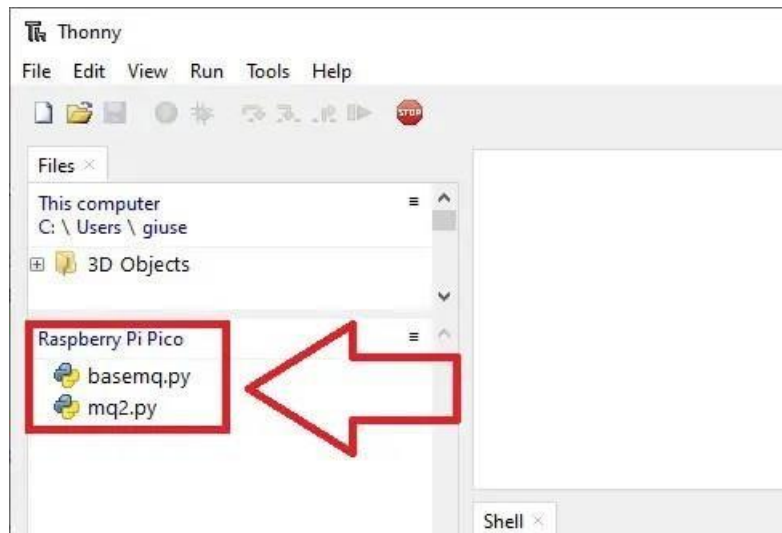 Thonny
File Edit View Run Tools Help
STOP
Files
This computer
C: \ Users \ giuse
3D Objects
Raspberry Pi Pico
basemq.py
mq2.py
Shell